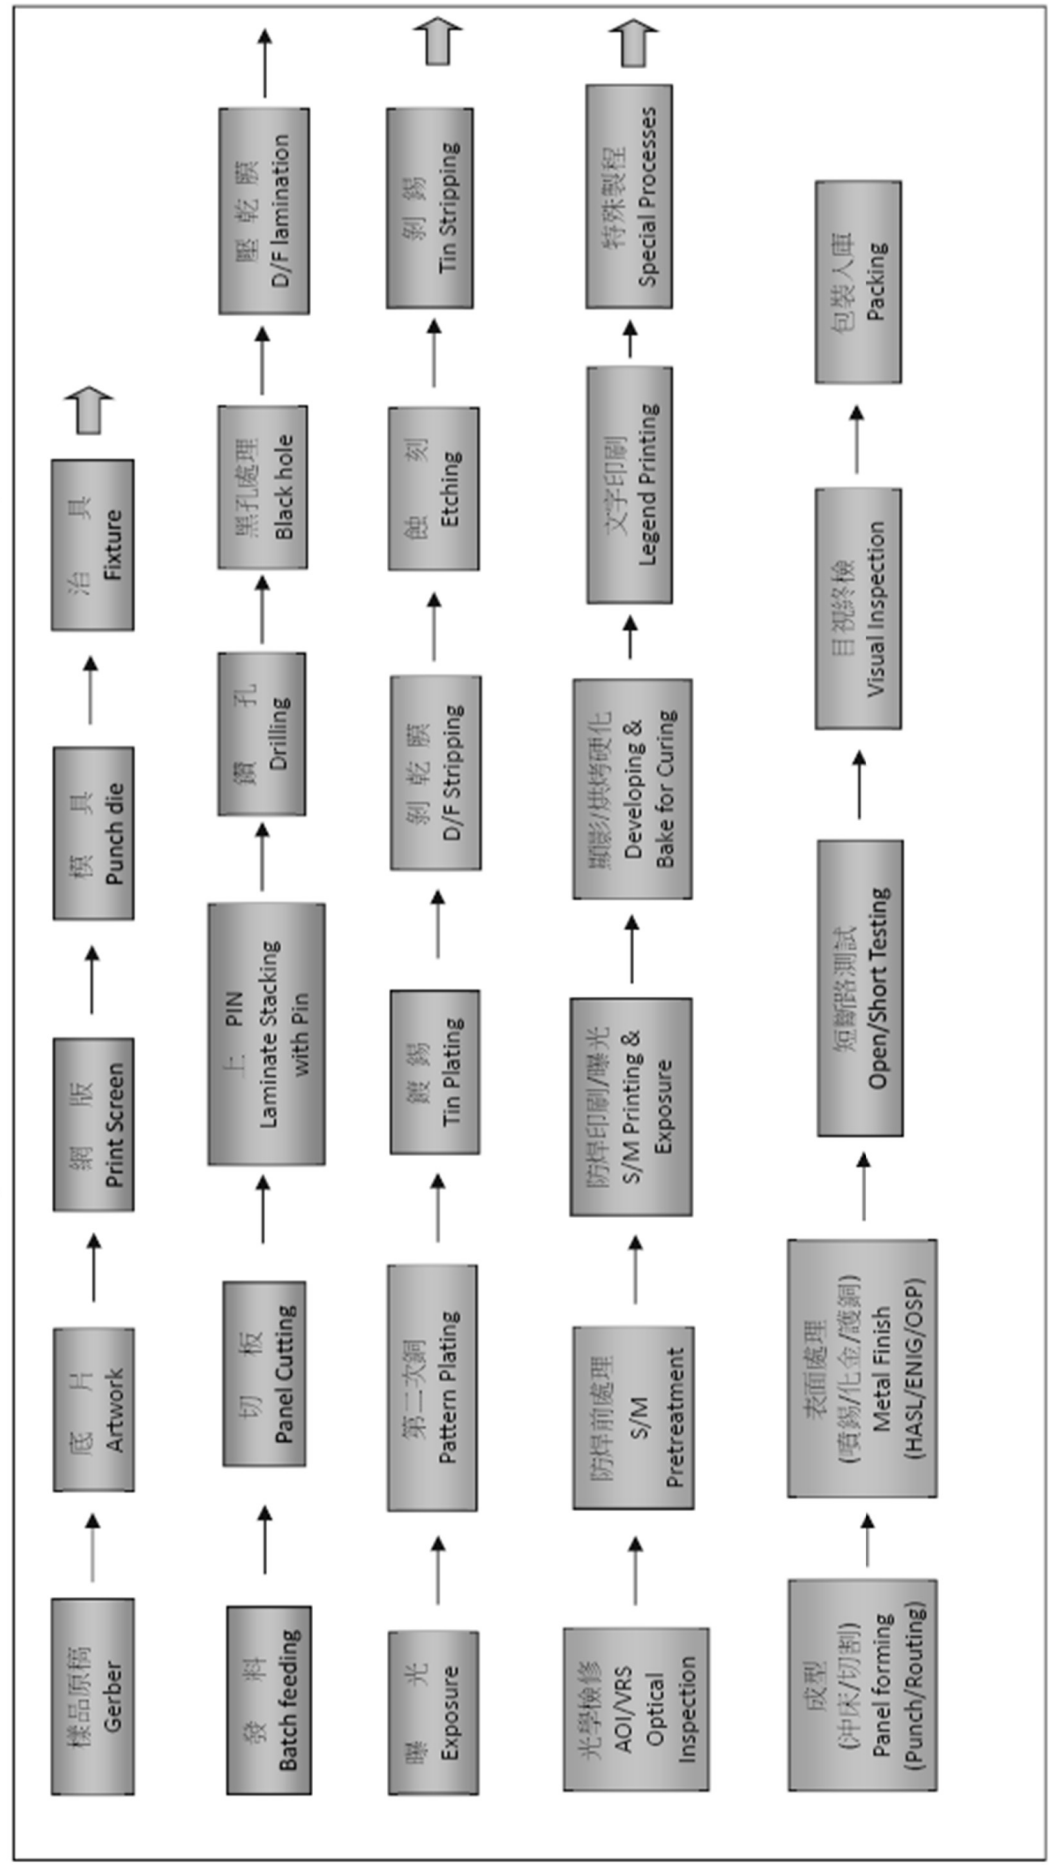 樣品原稿
Gerber
底 片
Artwork
網 版
Print Screen
模 具
Punch die
治 具
Fixture
發 料
Batch feeding
切 板
Panel Cutting
上 PIN
Laminate Stacking
with Pin
鑽 孔
Drilling
黑孔處理
Black hole
壓 乾 膜
D/F lamination
曝 光
Exposure
第二次銅
Pattern Plating
鍍 錫
Tin Plating
剝 乾 膜
D/F Stripping
蝕 刻
Etching
剝 錫
Tin Stripping
光學檢修
AOI/VRS
Optical
Inspection
防焊前處理
S/M
Pretreatment
防焊印刷/曝光
S/M Printing &
Exposure
顯影/烘烤硬化
Developing &
Bake for Curing
文字印刷
Legend Printing
特殊製程
Special Processes
成型
(沖床/切割)
Panel forming
(Punch/Routing)
表面處理
(噴錫/化金/護銅)
Metal Finish
(HASL/ENIG/OSP)
短斷路測試
Open/Short Testing
目視終檢
Visual Inspection
包裝入庫
Packing